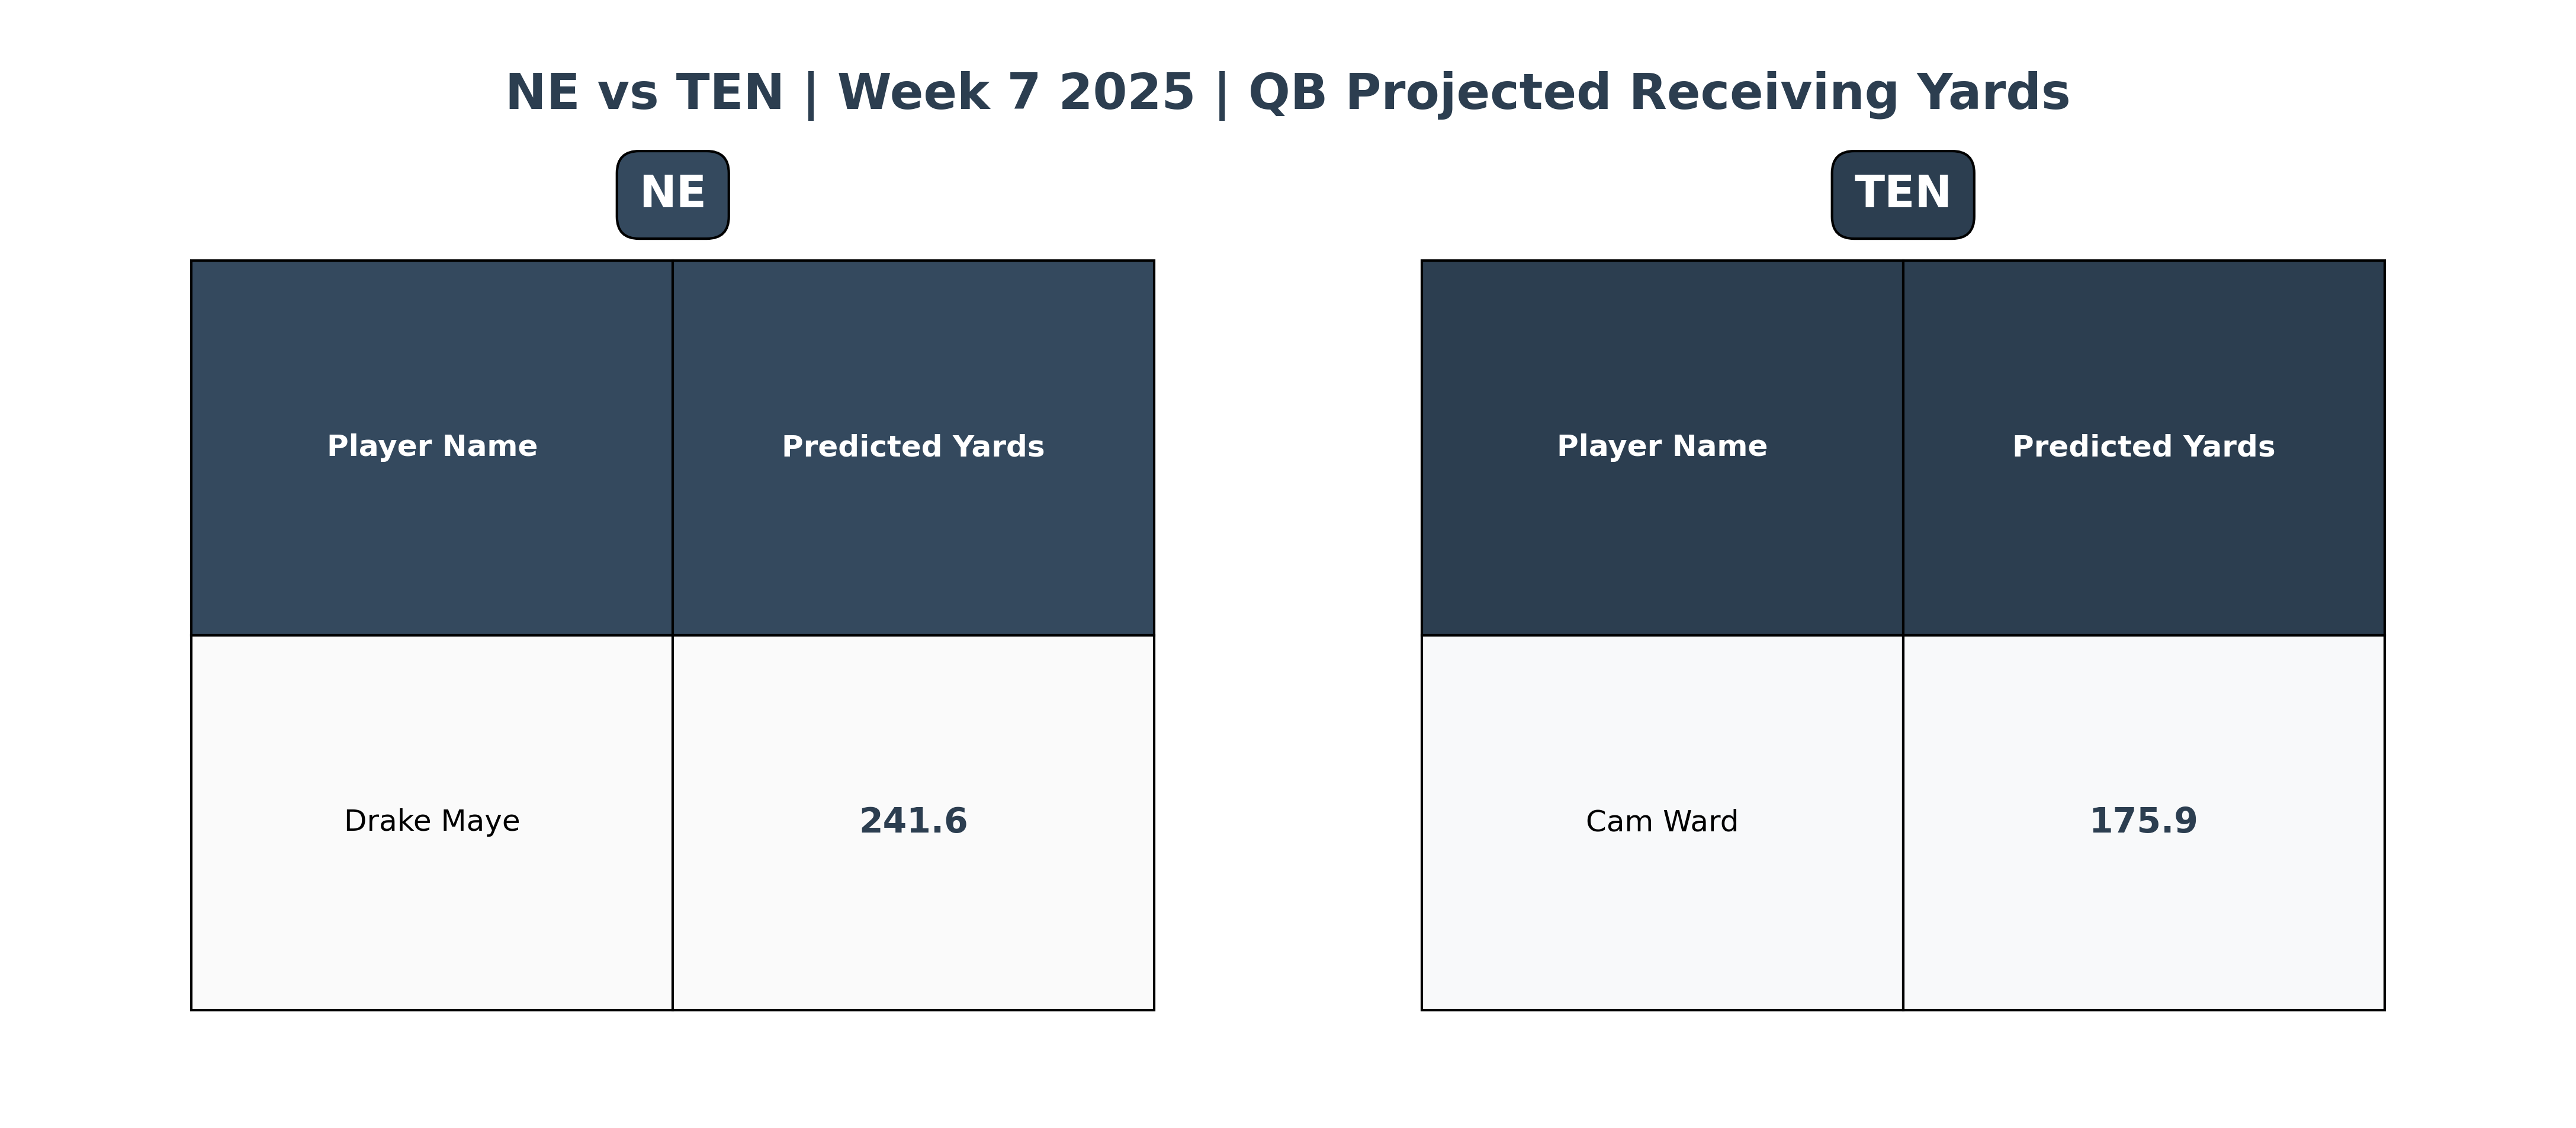 NE vs TEN | Week 7 2025 | QB Projected Receiving Yards
NE
Player Name Predicted Yards
Drake Maye 241.6
TEN
Player Name Predicted Yards
Cam Ward 175.9